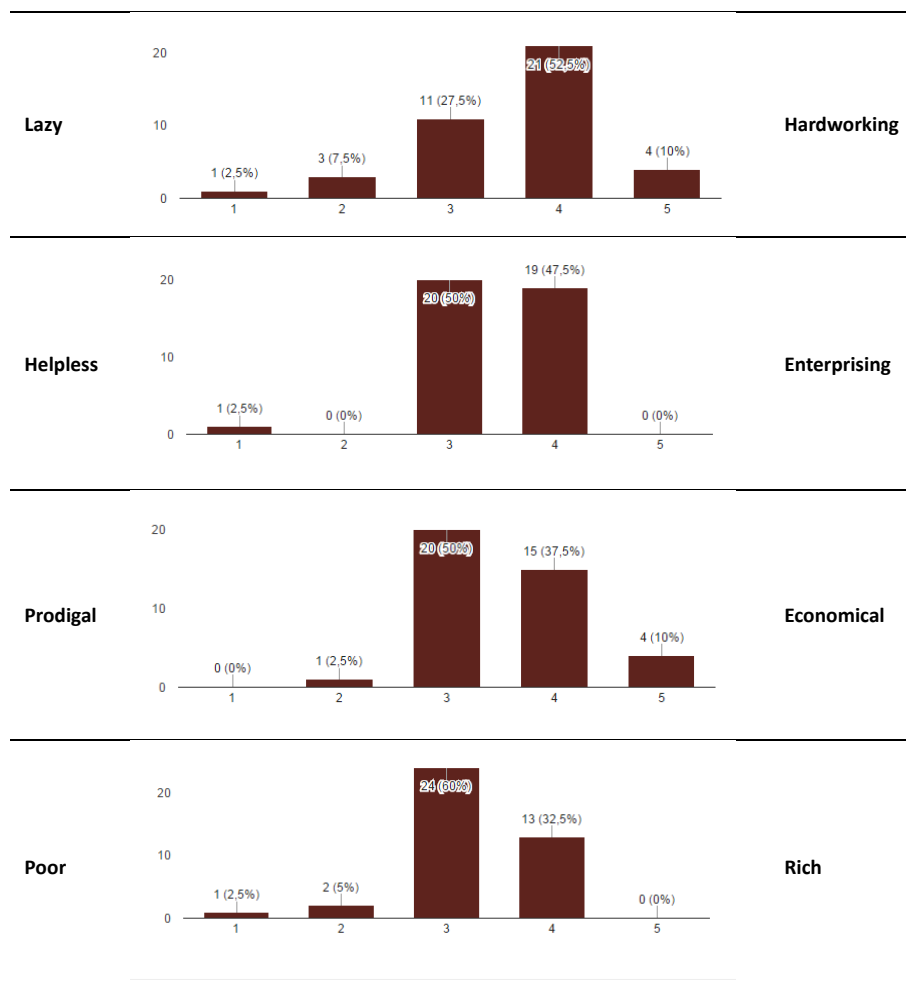 20
21 (52,5%)
11 (27,5%)
Lazy
10
Hardworking
4 (10%)
3 (7,5%)
1 (2,5%)
0
1 2 3 4 5
19 (47,5%)
20
20 (50%)
10
Helpless
Enterprising
1 (2,5%)
0 (0%)
0 (0%)
0
1 2 3 4 5
20
20 (50%)
15 (37,5%)
10
Prodigal
Economical
4 (10%)
1 (2,5%)
0 (0%)
0
1 2 3 4 5
24 (60%)
20
13 (32,5%)
10
Poor
Rich
2 (5%)
1 (2,5%)
0 (0%)
0
1 2 3 4 5